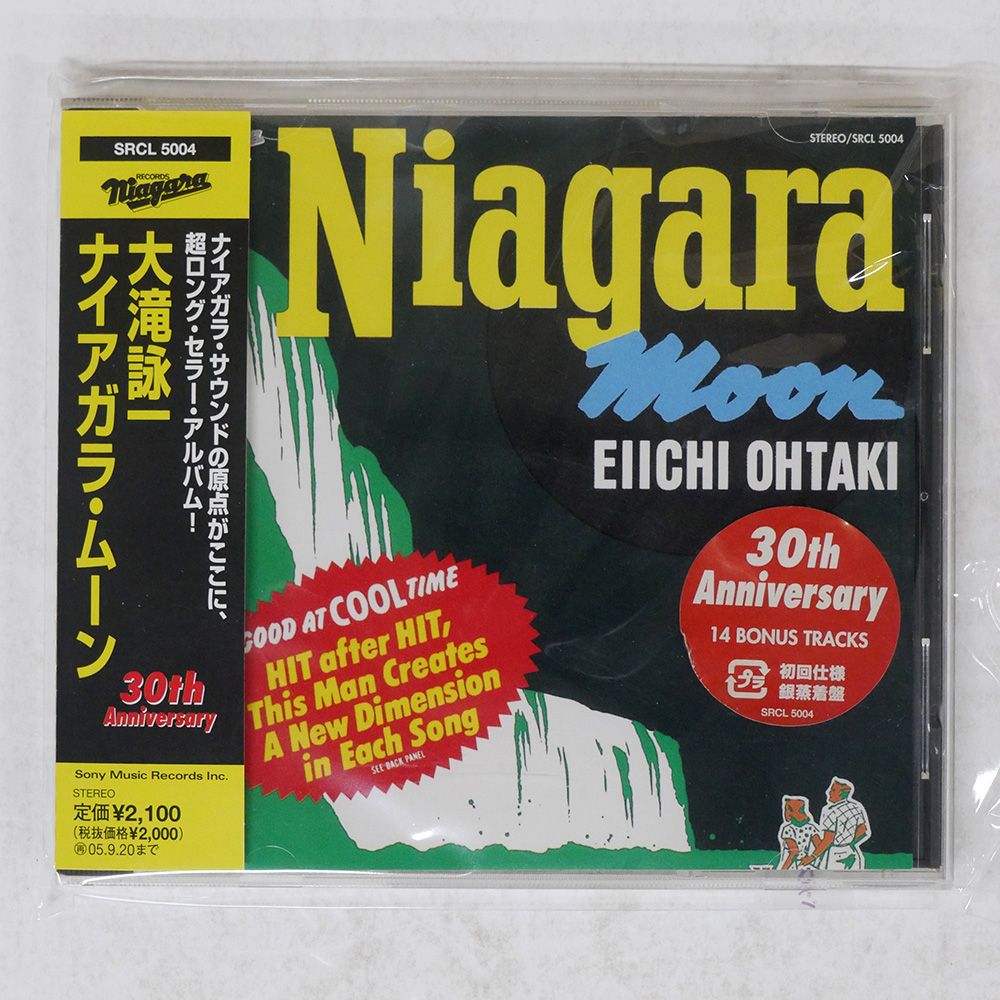 SRCL 5004
RECORDS
Niagara
ナイアガラ・サウンドの原点がここに、
超ロング・セラー・アルバム!
大滝詠一
ナイアガラ・ムーン
30th
Anniversary
Sony Music Records Inc.
STEREO
定価¥2,100
(税抜価格¥2,000)
再05.9.20まで
STEREO/SRCL 5004
Niagara
Moon
EIICHI OHTAKI
GOOD AT COOL TIME
HIT after HIT,
This Man Creates
A New Dimension
in Each Song
SEE BACK PANEL
30th
Anniversary
14 BONUS TRACKS
プラ
初回仕様
銀蒸着盤
SRCL 5004